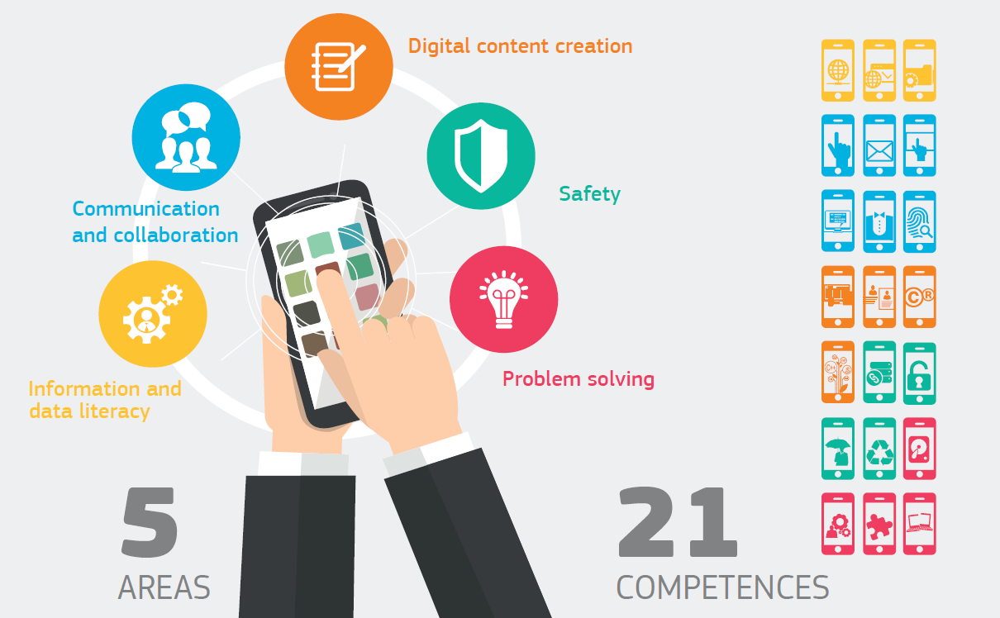 Digital content creation
Safety
Communication
and collaboration
Problem solving
Information and
data literacy
5
AREAS
21
COMPETENCES
© ®